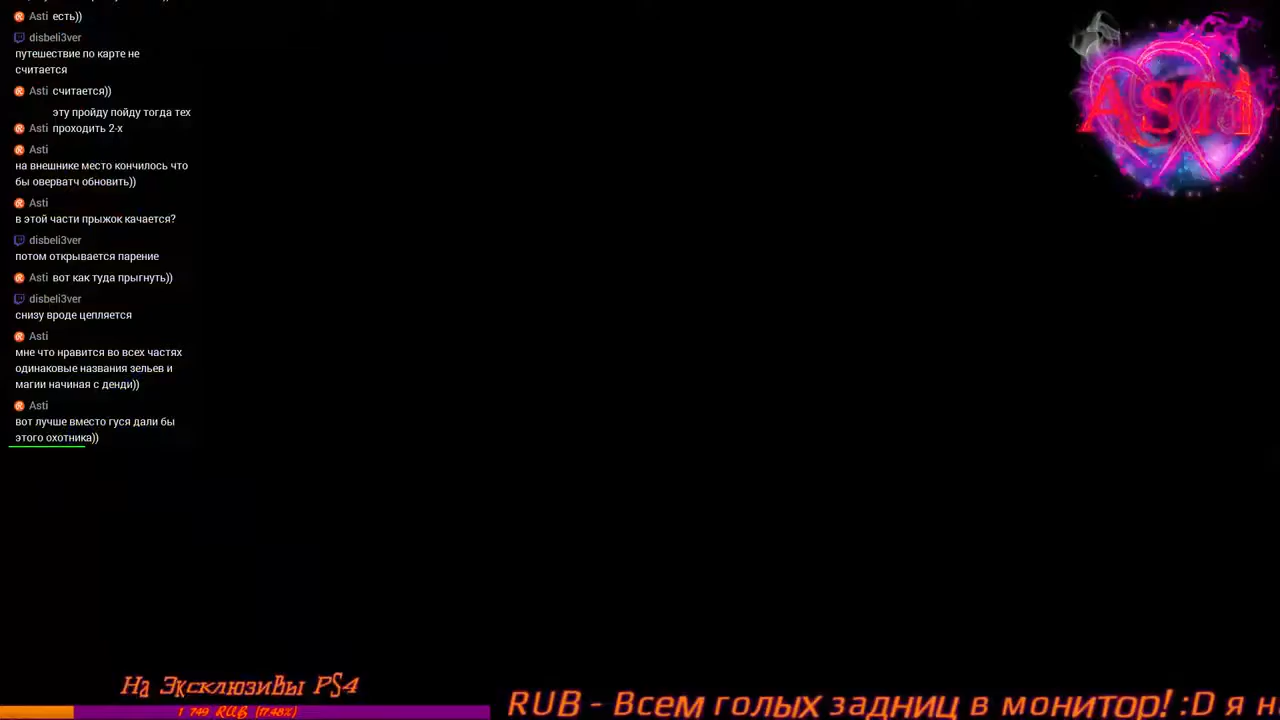 Asti есть))
disbeli3ver
путешествие по карте не
считается
Asti считается))
эту пройду пойду тогда тех
Asti проходить 2-х
Asti
на внешнике место кончилось что
бы оверватч обновить))
Asti
в этой части прыжок качается?
disbeli3ver
потом открывается парение
Asti вот как туда прыгнуть))
disbeli3ver
снизу вроде цепляется
Asti
мне что нравится во всех частях
одинаковые названия зельев и
магии начиная с денди))
Asti
вот лучше вместо гуся дали бы
этого охотника))
ASTI
На Эксклюзивы PS4
1 749 RUB (17.48%)
RUB - Всем голых задниц в монитор! :D я н